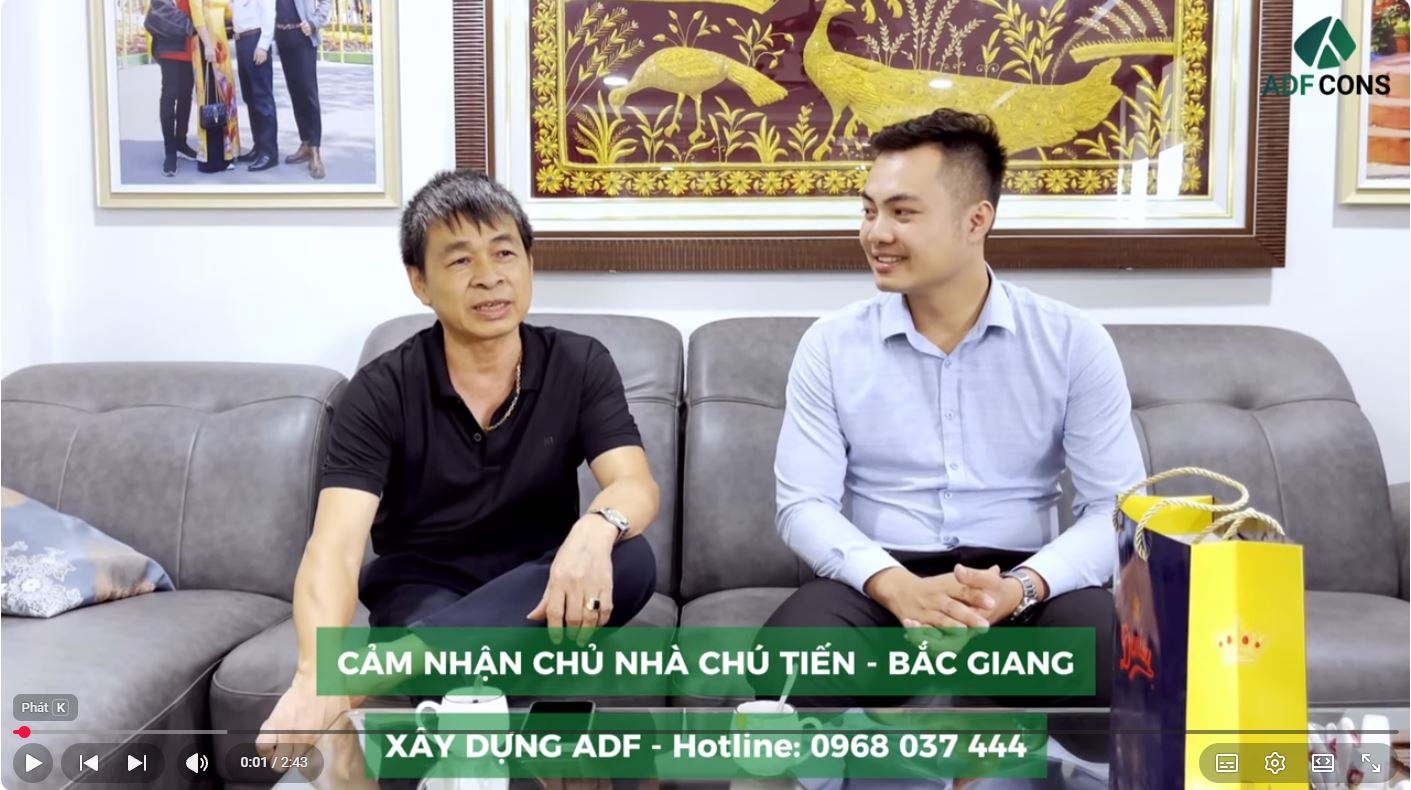 ADF CONS
CẢM NHẬN CHỦ NHÀ CHÚ TIẾN - BẮC GIANG
Phát K
XÂY DỰNG ADF - Hotline: 0968 037 444
0:01 / 2:43